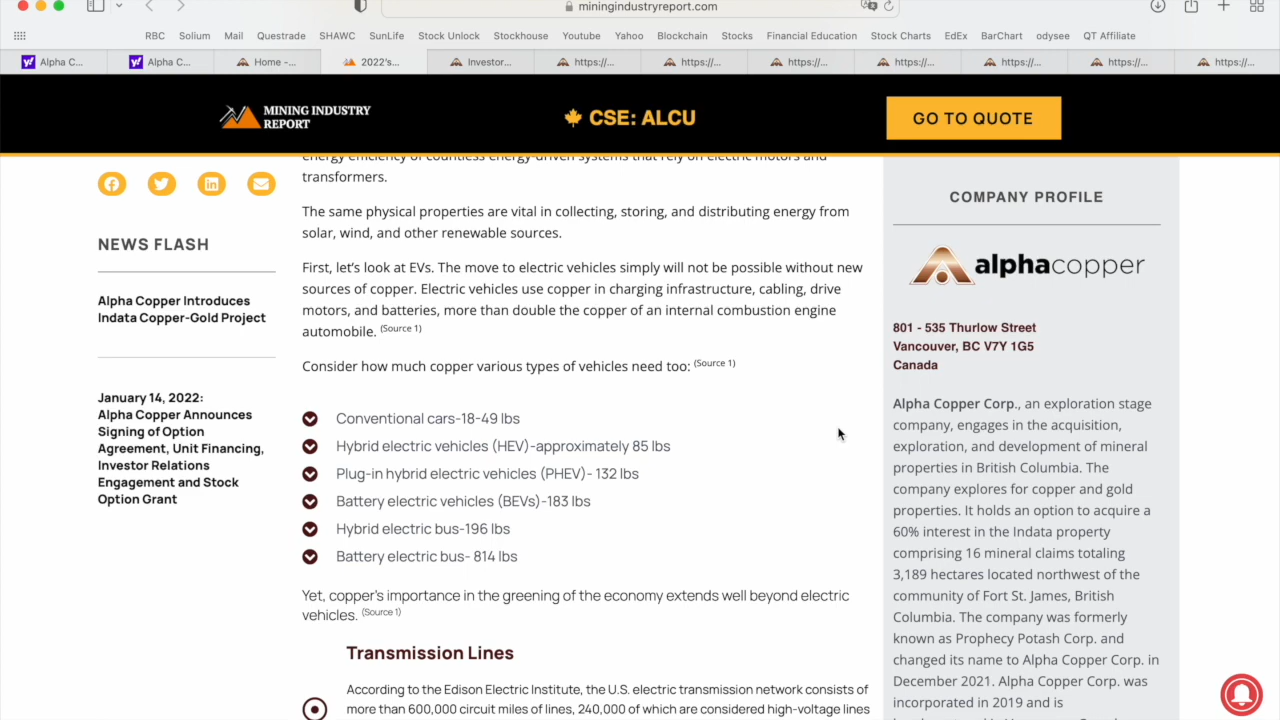 miningindustryreport.com
RBC Solium Mail Questrade SHAWC SunLife Stock Unlock Stockhouse Youtube Yahoo Blockchain Stocks Financial Education Stock Charts EdEx BarChart odysee QT Affiliate
Alpha C... Alpha C... Home -... 2022's... Investor... https://... https://... https://... https://... https://... https://... https://...
MINING INDUSTRY
REPORT
CSE: ALCU
GO TO QUOTE
NEWS FLASH
Alpha Copper Introduces
Indata Copper-Gold Project
January 14, 2022:
Alpha Copper Announces
Signing of Option
Agreement, Unit Financing,
Investor Relations
Engagement and Stock
Option Grant
energy efficiency of countless energy-driven systems that rely on electric motors and
transformers.
The same physical properties are vital in collecting, storing, and distributing energy from
solar, wind, and other renewable sources.
First, let's look at EVs. The move to electric vehicles simply will not be possible without new
sources of copper. Electric vehicles use copper in charging infrastructure, cabling, drive
motors, and batteries, more than double the copper of an internal combustion engine
automobile. (Source 1)
Consider how much copper various types of vehicles need too: (Source 1)
Conventional cars-18-49 lbs
Hybrid electric vehicles (HEV)-approximately 85 lbs
Plug-in hybrid electric vehicles (PHEV)- 132 lbs
Battery electric vehicles (BEVs)-183 lbs
Hybrid electric bus-196 lbs
Battery electric bus- 814 lbs
Yet, copper's importance in the greening of the economy extends well beyond electric
vehicles. (Source 1)
Transmission Lines
According to the Edison Electric Institute, the U.S. electric transmission network consists of
more than 600,000 circuit miles of lines, 240,000 of which are considered high-voltage lines
COMPANY PROFILE
alphacopper
801 - 535 Thurlow Street
Vancouver, BC V7Y 1G5
Canada
Alpha Copper Corp., an exploration stage
company, engages in the acquisition,
exploration, and development of mineral
properties in British Columbia. The
company explores for copper and gold
properties. It holds an option to acquire a
60% interest in the Indata property
comprising 16 mineral claims totaling
3,189 hectares located northwest of the
community of Fort St. James, British
Columbia. The company was formerly
known as Prophecy Potash Corp. and
changed its name to Alpha Copper Corp. in
December 2021. Alpha Copper Corp. was
incorporated in 2019 and is